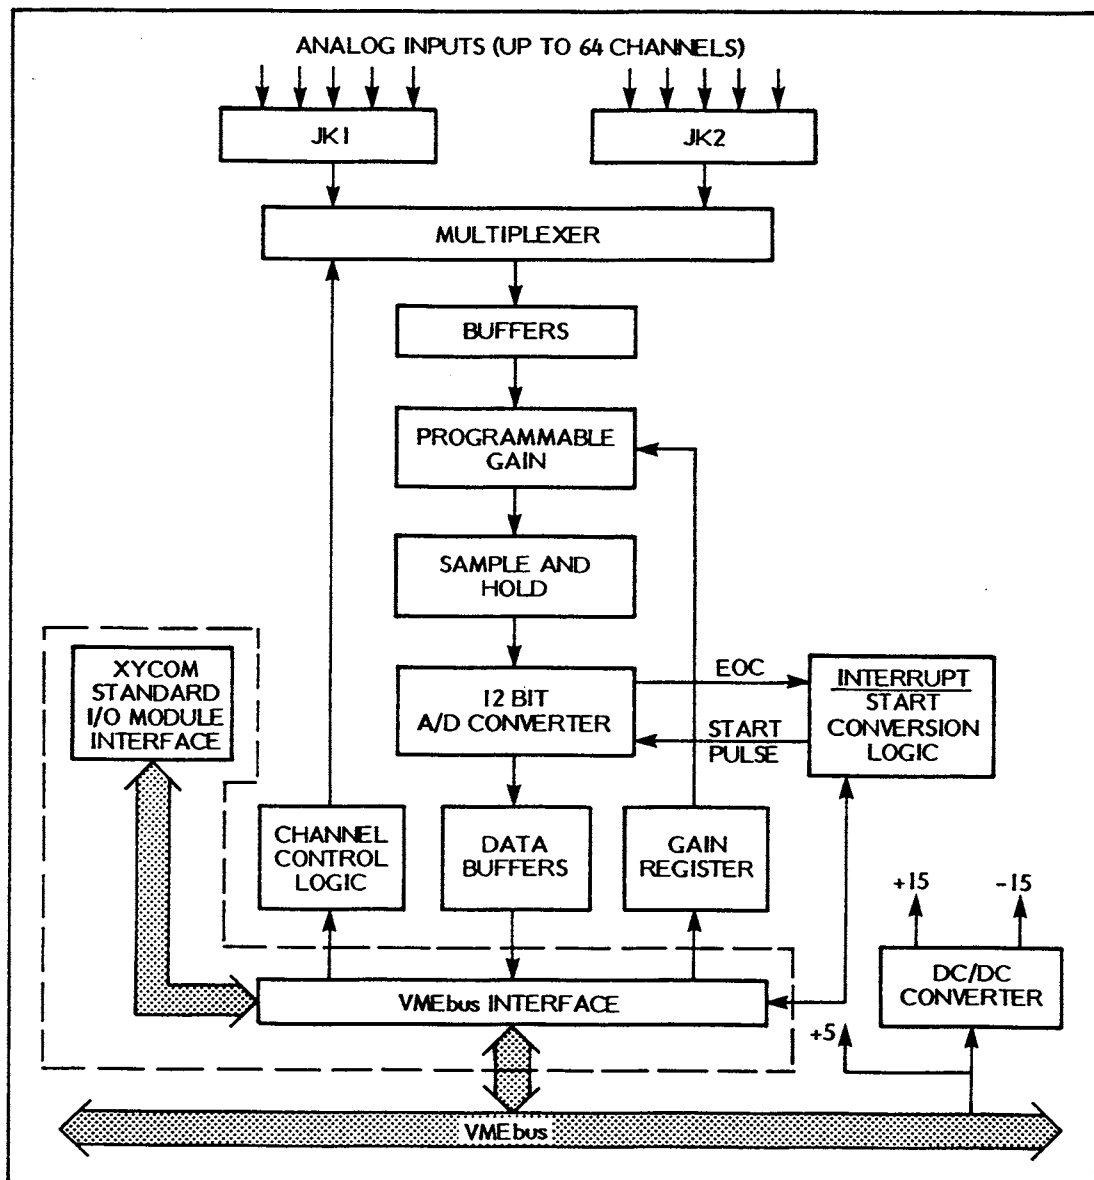 ANALOG INPUTS (UP TO 64 CHANNELS)
JK1
JK2
MULTIPLEXER
BUFFERS
PROGRAMMABLE
GAIN
SAMPLE AND
HOLD
XYCOM
STANDARD
I/O MODULE
INTERFACE
12 BIT
A/D CONVERTER
EOC
START
PULSE
INTERRUPT/
START
CONVERSION
LOGIC
CHANNEL
CONTROL
LOGIC
DATA
BUFFERS
GAIN
REGISTER
+15
-15
DC/DC
CONVERTER
VMEbus INTERFACE
+5
VMEbus